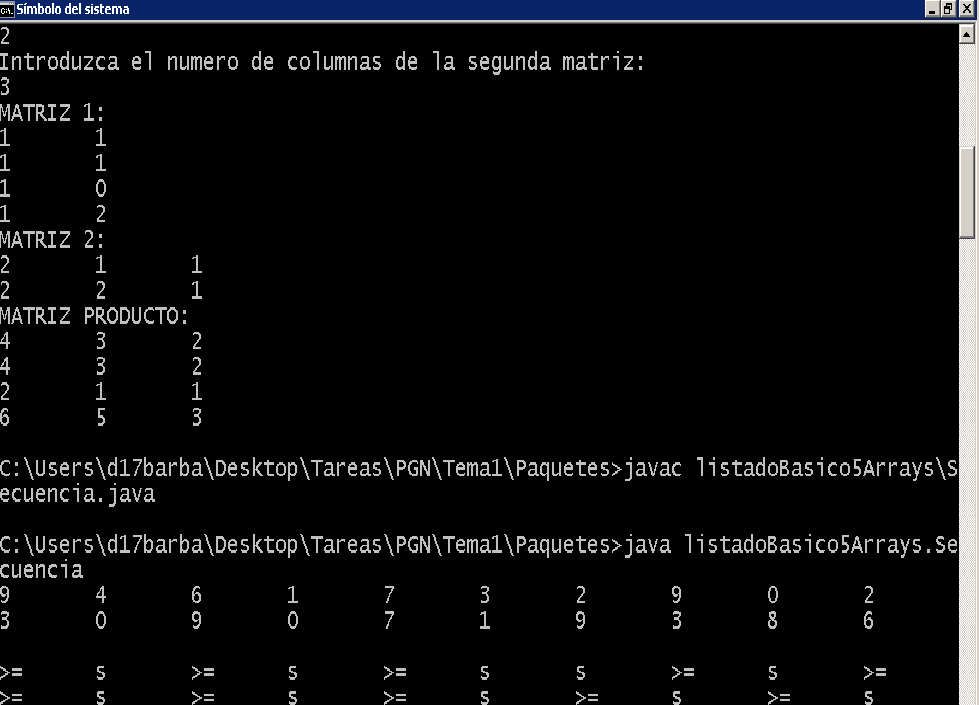 Símbolo del sistema
2
Introduzca el numero de columnas de la segunda matriz:
3
MATRIZ 1:
1 1
1 1
1 0
1 2
MATRIZ 2:
2 1 1
2 2 1
MATRIZ PRODUCTO:
4 3 2
4 3 2
2 1 1
6 5 3
C:\Users\d17barba\Desktop\Tareas\PGN\Tema1\Paquetes>javac listadoBasico5Arrays\S
ecuencia.java
C:\Users\d17barba\Desktop\Tareas\PGN\Tema1\Paquetes>java listadoBasico5Arrays.Se
cuencia
9 4 6 1 7 3 2 9 0 2
3 0 9 0 7 1 9 3 8 6
>= s >= s >= s s >= s >=
>= s >= s >= s >= s >= s